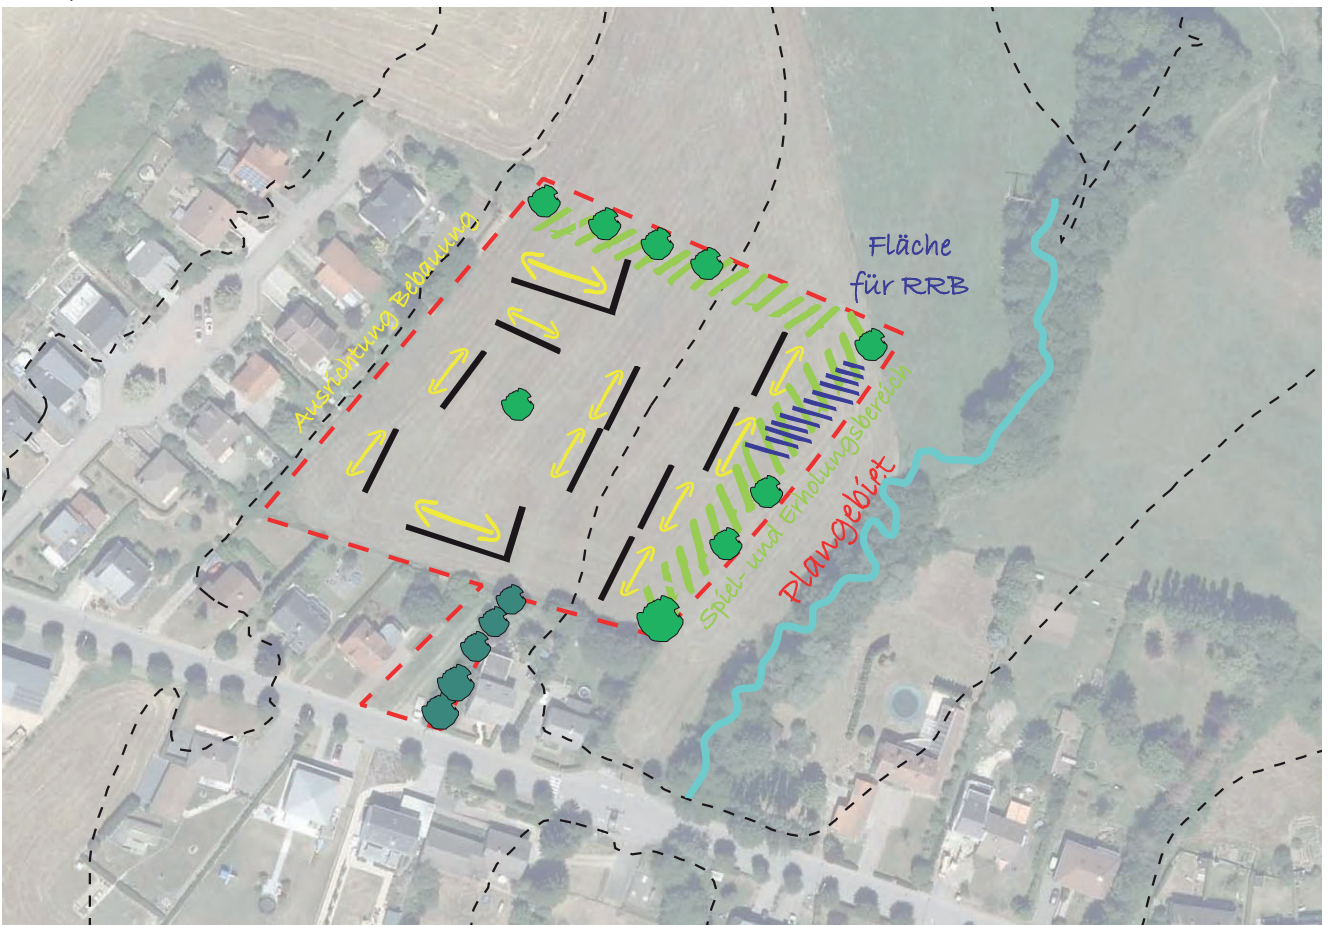 Ausrichtung Bebauung
Fläche
für RRB
Spiel- und Erholungsbereich
Plangebiet